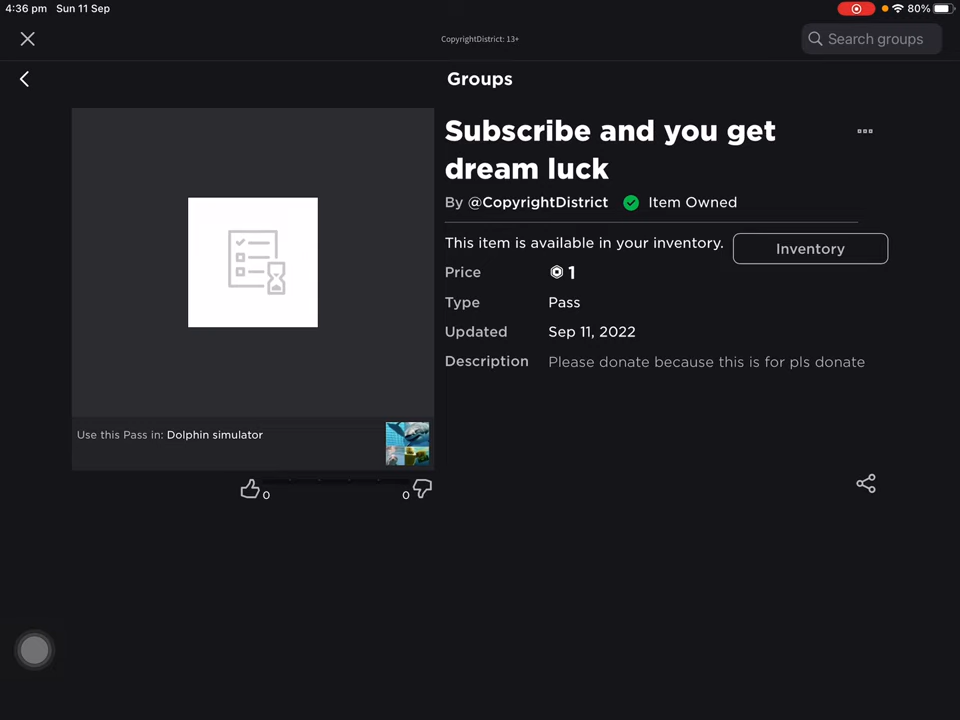 4:36 pm Sun 11 Sep 80%
CopyrightDistrict: 13+
Search groups
Groups
Subscribe and you get
dream luck
By @CopyrightDistrict Item Owned
This item is available in your inventory. Inventory
Price 1
Type Pass
Updated Sep 11, 2022
Description Please donate because this is for pls donate
Use this Pass in: Dolphin simulator
0 0